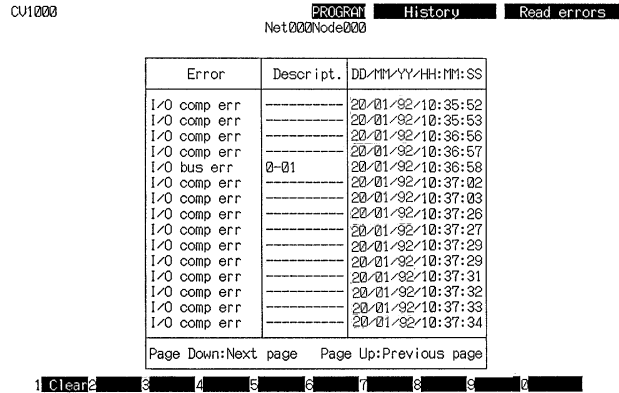 CV1000 PROGRAM History Read errors
Net000Node000
Error Descript. DD/MM/YY/HH:MM:SS
I/O comp err ----------- 20/01/92/10:35:52
I/O comp err ----------- 20/01/92/10:35:53
I/O comp err ----------- 20/01/92/10:36:56
I/O comp err ----------- 20/01/92/10:36:57
I/O bus err 0-01 20/01/92/10:36:58
I/O comp err ----------- 20/01/92/10:37:02
I/O comp err ----------- 20/01/92/10:37:03
I/O comp err ----------- 20/01/92/10:37:26
I/O comp err ----------- 20/01/92/10:37:27
I/O comp err ----------- 20/01/92/10:37:29
I/O comp err ----------- 20/01/92/10:37:29
I/O comp err ----------- 20/01/92/10:37:31
I/O comp err ----------- 20/01/92/10:37:32
I/O comp err ----------- 20/01/92/10:37:33
I/O comp err ----------- 20/01/92/10:37:34
Page Down:Next page Page Up:Previous page
1 Clear 2 3 4 5 6 7 8 9 0